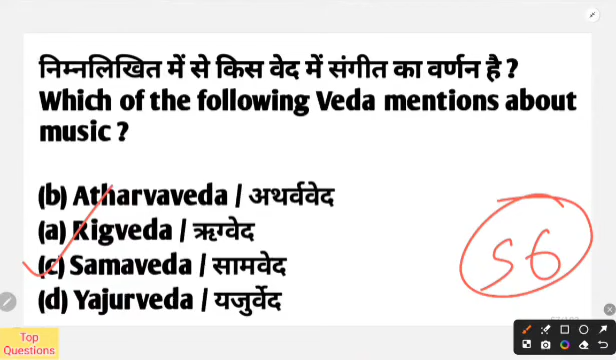 निम्नलिखित में से किस वेद में संगीत का वर्णन है ?
Which of the following Veda mentions about
music ?
(b) Atharvaveda / अथर्ववेद
(a) Rigveda / ऋग्वेद
(c) Samaveda / सामवेद
(d) Yajurveda / यजुर्वेद
56
Top
Questions